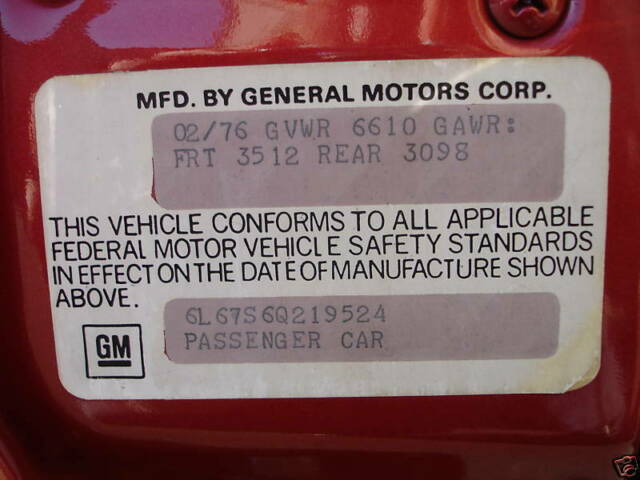 MFD. BY GENERAL MOTORS CORP.
02/76 GVWR 6610 GAWR:
FRT 3512 REAR 3098
THIS VEHICLE CONFORMS TO ALL APPLICABLE
FEDERAL MOTOR VEHICLE SAFETY STANDARDS
IN EFFECT ON THE DATE OF MANUFACTURE SHOWN
ABOVE.
6L67S6Q219524
PASSENGER CAR
GM